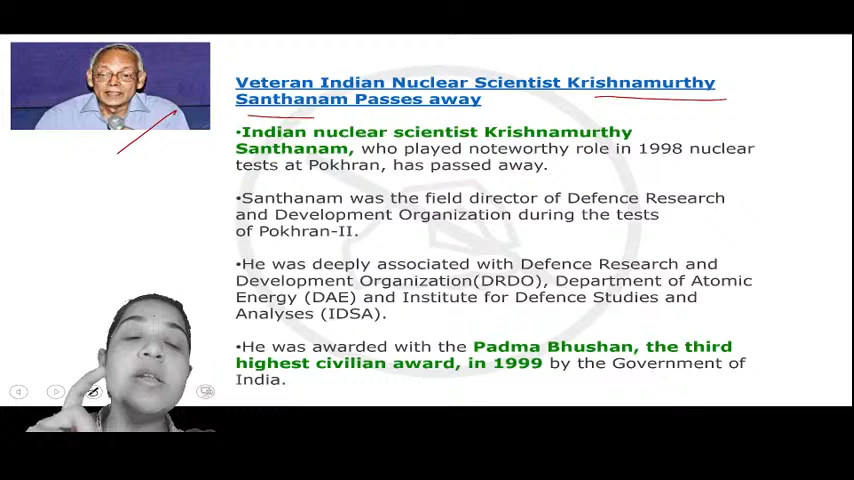 Veteran Indian Nuclear Scientist Krishnamurthy
Santhanam Passes away
•Indian nuclear scientist Krishnamurthy
Santhanam, who played noteworthy role in 1998 nuclear
tests at Pokhran, has passed away.
•Santhanam was the field director of Defence Research
and Development Organization during the tests
of Pokhran-II.
•He was deeply associated with Defence Research and
Development Organization(DRDO), Department of Atomic
Energy (DAE) and Institute for Defence Studies and
Analyses (IDSA).
•He was awarded with the Padma Bhushan, the third
highest civilian award, in 1999 by the Government of
India.